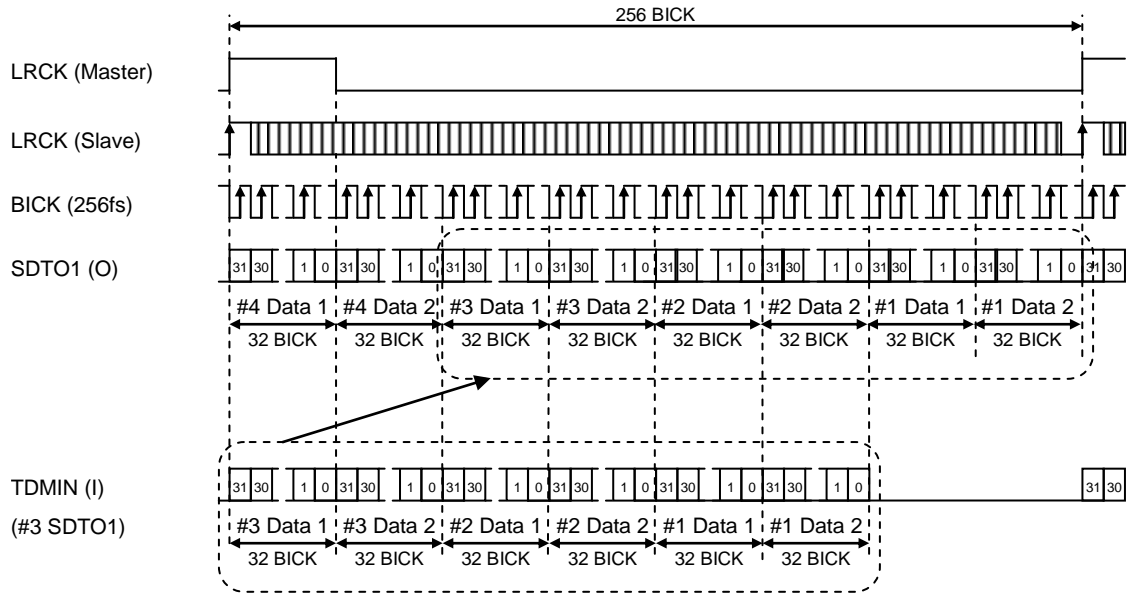 256 BICK
LRCK (Master)
LRCK (Slave)
BICK (256fs)
SDTO1 (O)
31 30 1 0 31 30 1 0 31 30 1 0 31 30 1 0 31 30 1 0 31 30 1 0 31 30 1 0 31 30 1 0 31 30
#4 Data 1 #4 Data 2 #3 Data 1 #3 Data 2 #2 Data 1 #2 Data 2 #1 Data 1 #1 Data 2
32 BICK 32 BICK 32 BICK 32 BICK 32 BICK 32 BICK 32 BICK 32 BICK
TDMIN (I)
31 30 1 0 31 30 1 0 31 30 1 0 31 30 1 0 31 30 1 0 31 30 1 0 31 30
(#3 SDTO1)
#3 Data 1 #3 Data 2 #2 Data 1 #2 Data 2 #1 Data 1 #1 Data 2
32 BICK 32 BICK 32 BICK 32 BICK 32 BICK 32 BICK